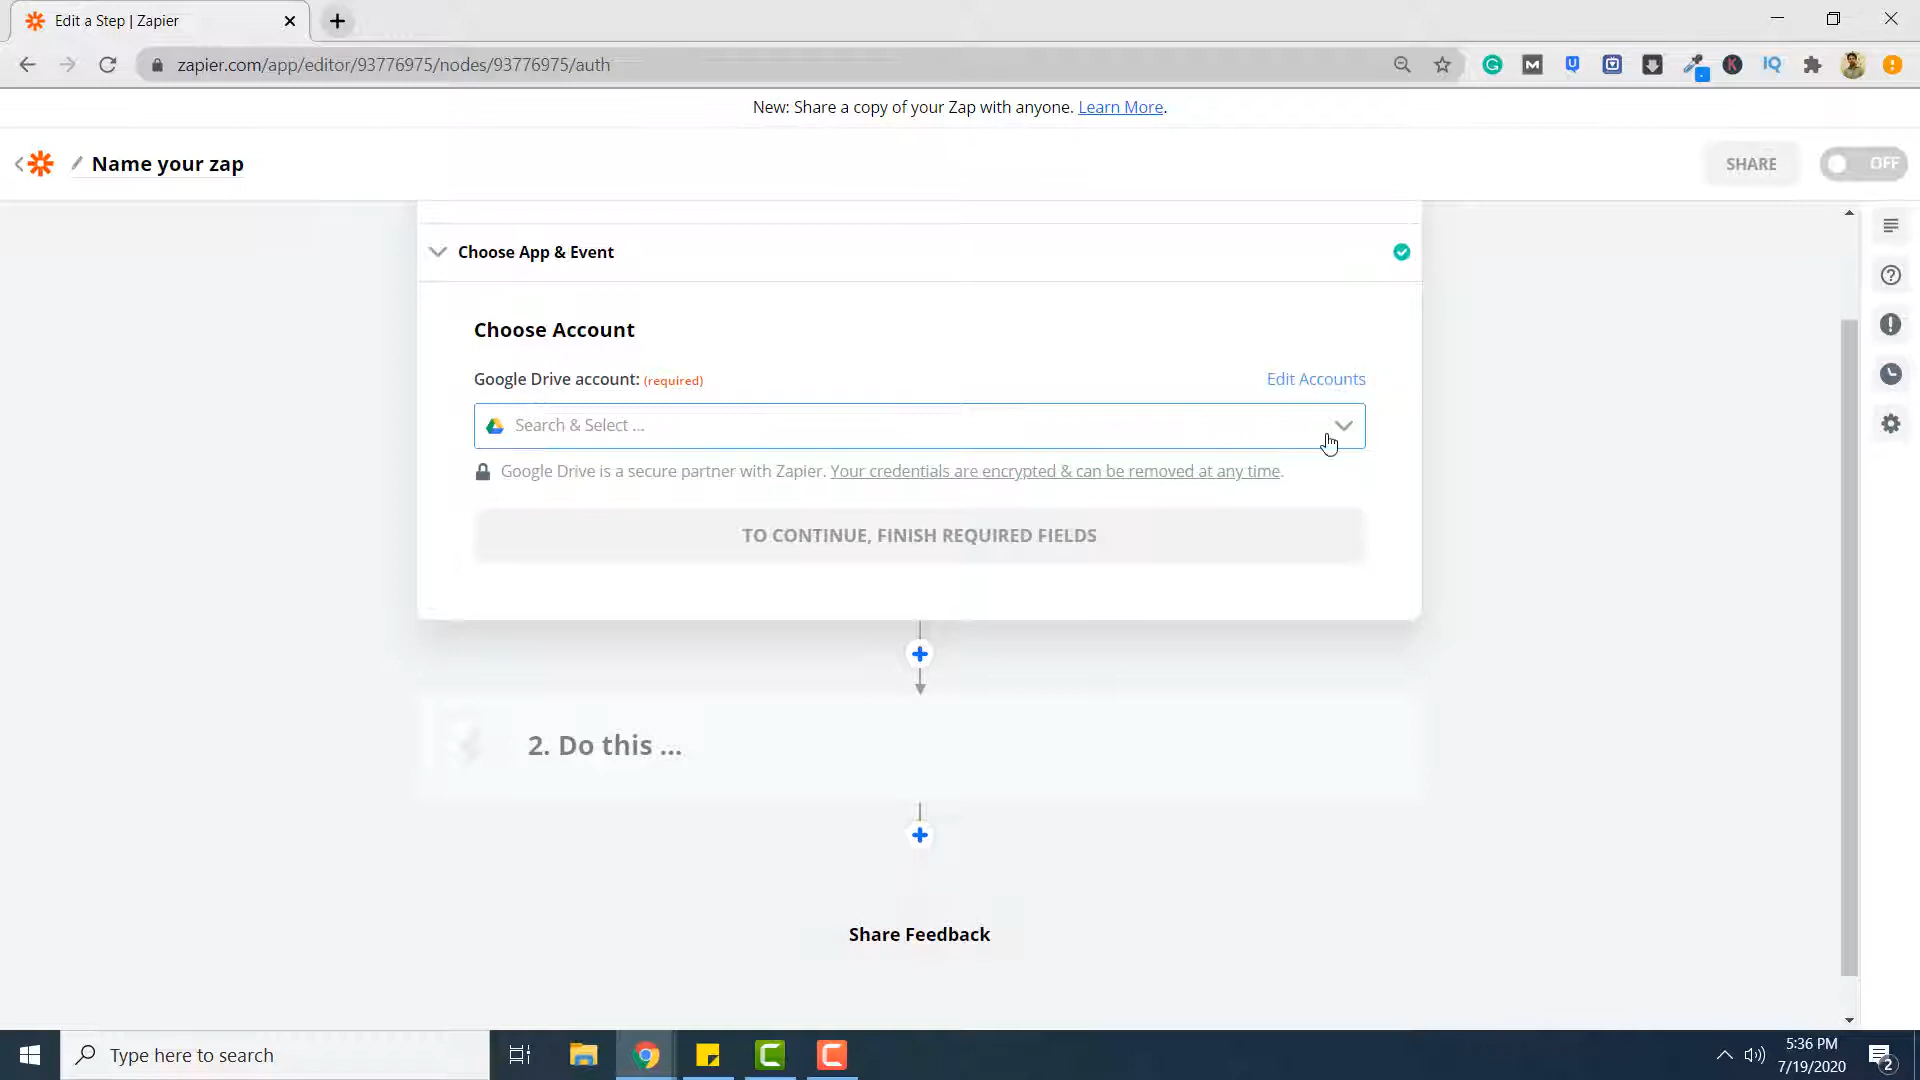 Edit a Step | Zapier
zapier.com/app/editor/93776975/nodes/93776975/auth
New: Share a copy of your Zap with anyone. Learn More.
Name your zap
SHARE
OFF
Choose App & Event
Choose Account
Google Drive account: (required)
Edit Accounts
Search & Select ...
Google Drive is a secure partner with Zapier. Your credentials are encrypted & can be removed at any time.
TO CONTINUE, FINISH REQUIRED FIELDS
2. Do this ...
Share Feedback
Type here to search
5:36 PM
7/19/2020
2